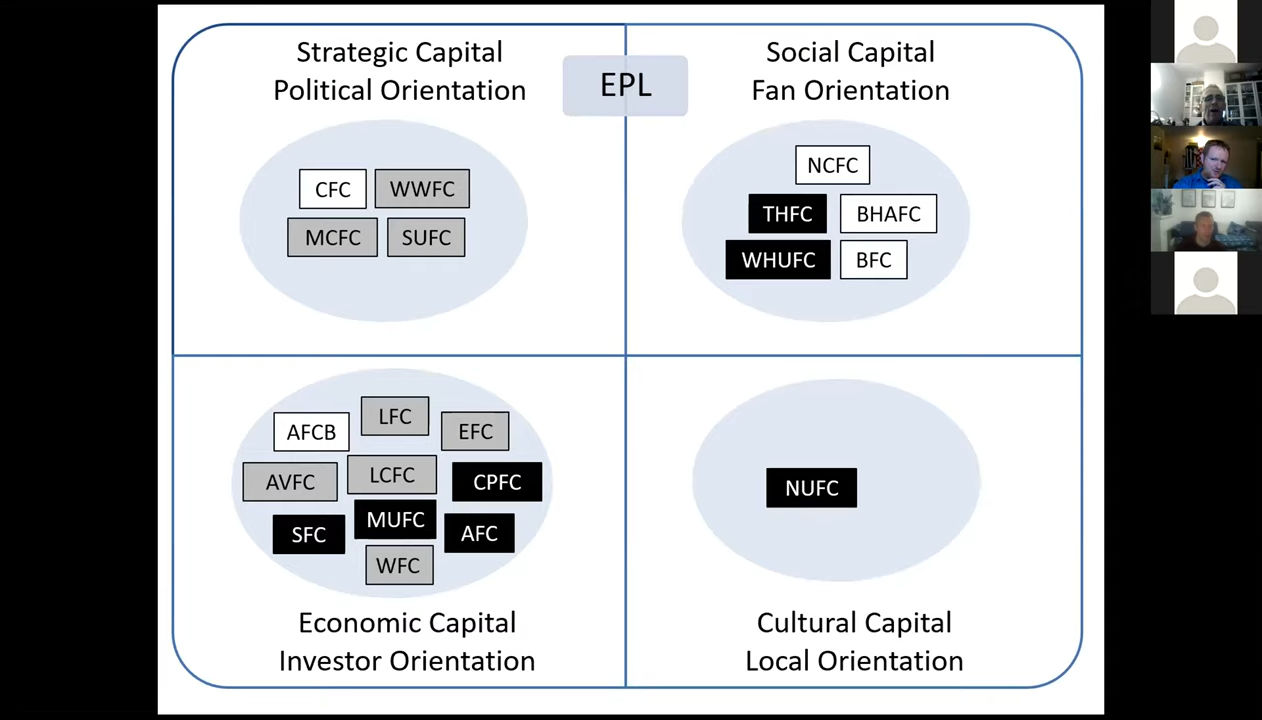 Strategic Capital
Political Orientation
EPL
Social Capital
Fan Orientation
CFC
WWFC
MCFC
SUFC
NCFC
THFC
BHAFC
WHUFC
BFC
AFCB
LFC
EFC
AVFC
LCFC
CPFC
SFC
MUFC
AFC
WFC
NUFC
Economic Capital
Investor Orientation
Cultural Capital
Local Orientation